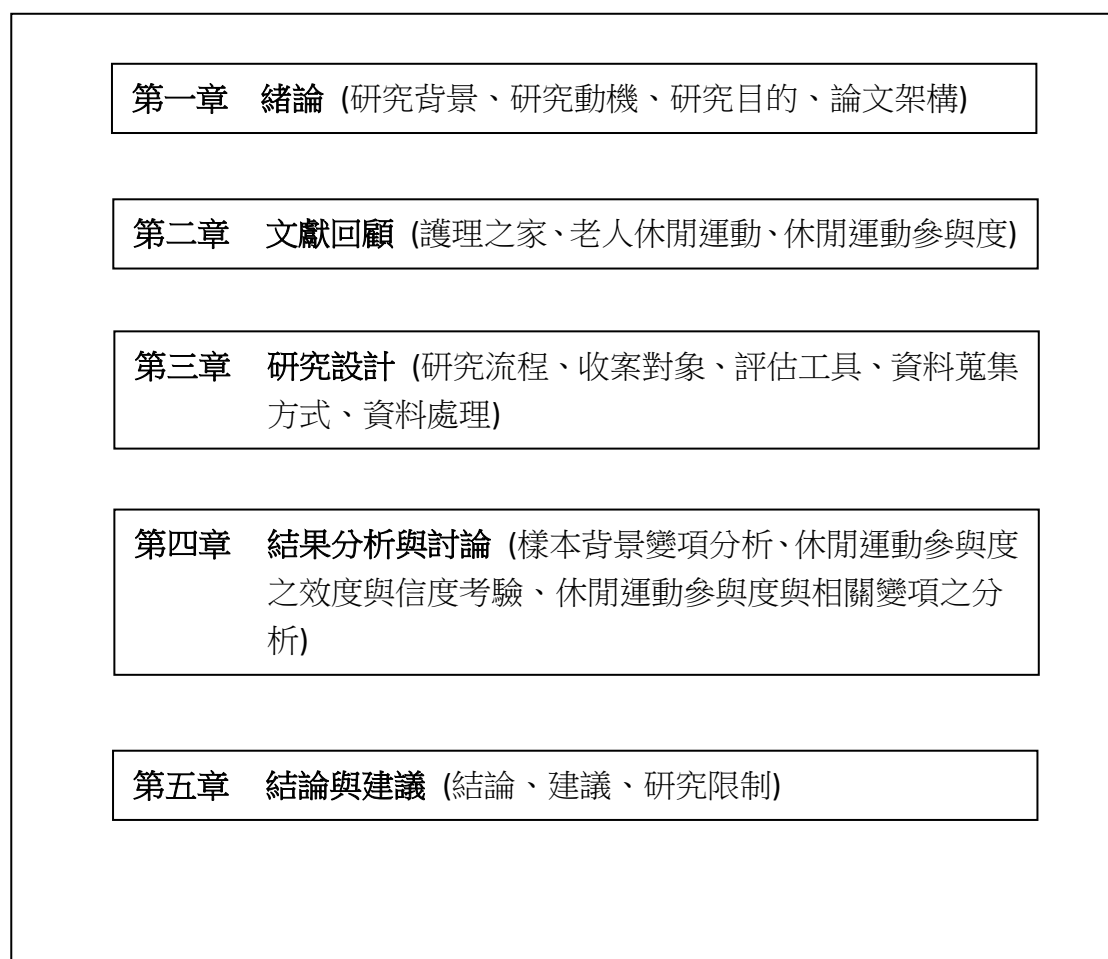 第一章 緒論 (研究背景、研究動機、研究目的、論文架構)
第二章 文獻回顧 (護理之家、老人休閒運動、休閒運動參與度)
第三章 研究設計 (研究流程、收案對象、評估工具、資料蒐集
方式、資料處理)
第四章 結果分析與討論 (樣本背景變項分析、休閒運動參與度
之效度與信度考驗、休閒運動參與度與相關變項之分
析)
第五章 結論與建議 (結論、建議、研究限制)